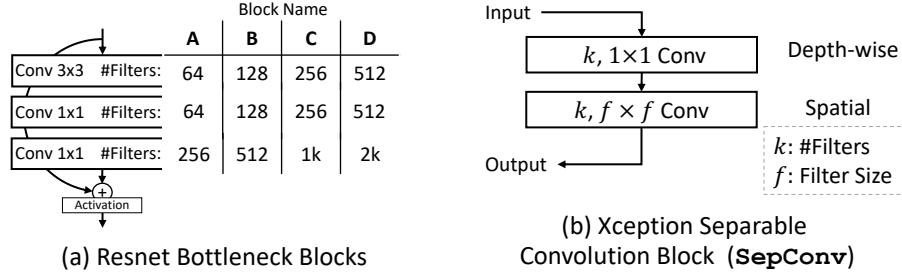 Block Name
A B C D
Conv 3x3 #Filters: 64 128 256 512
Conv 1x1 #Filters: 64 128 256 512
Conv 1x1 #Filters: 256 512 1k 2k
+
Activation
(a) Resnet Bottleneck Blocks
Input
k, 1×1 Conv Depth-wise
k, f × f Conv Spatial
Output
k: #Filters
f: Filter Size
(b) Xception Separable
Convolution Block (SepConv)